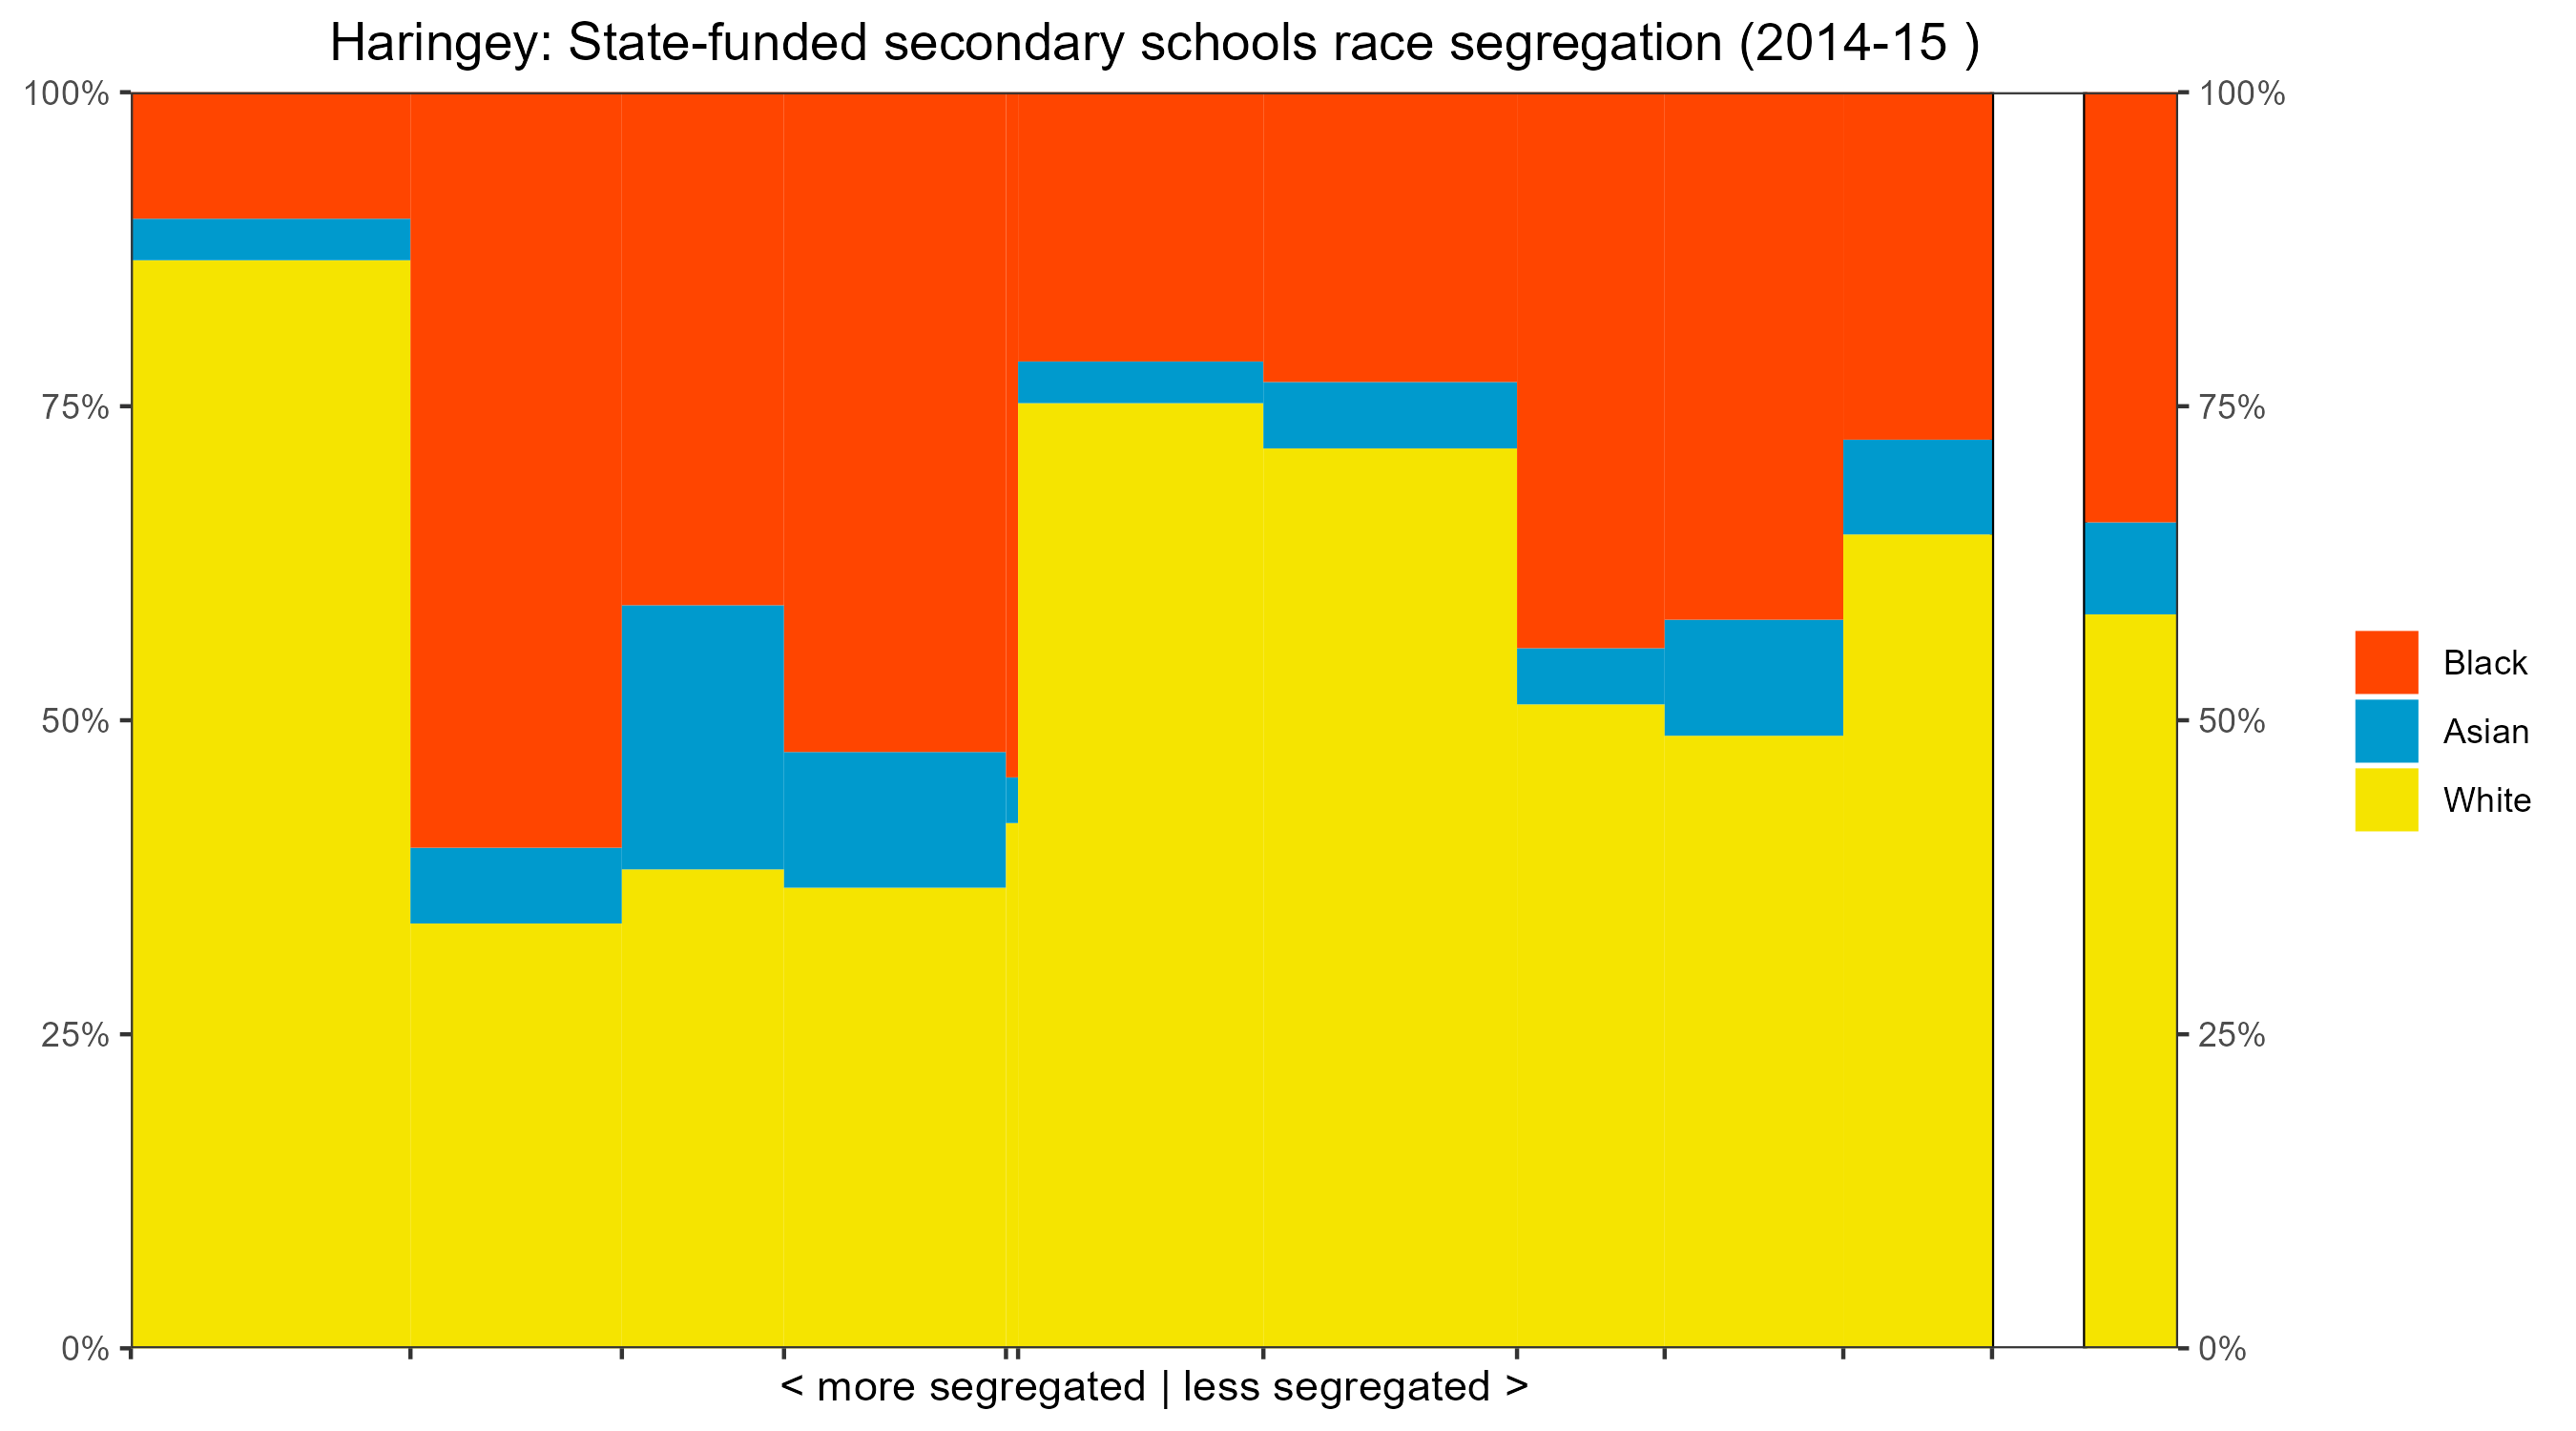 Haringey: State-funded secondary schools race segregation (2014-15 )
100%
75%
50%
25%
0%
100%
75%
50%
25%
0%
Black
Asian
White
< more segregated | less segregated >